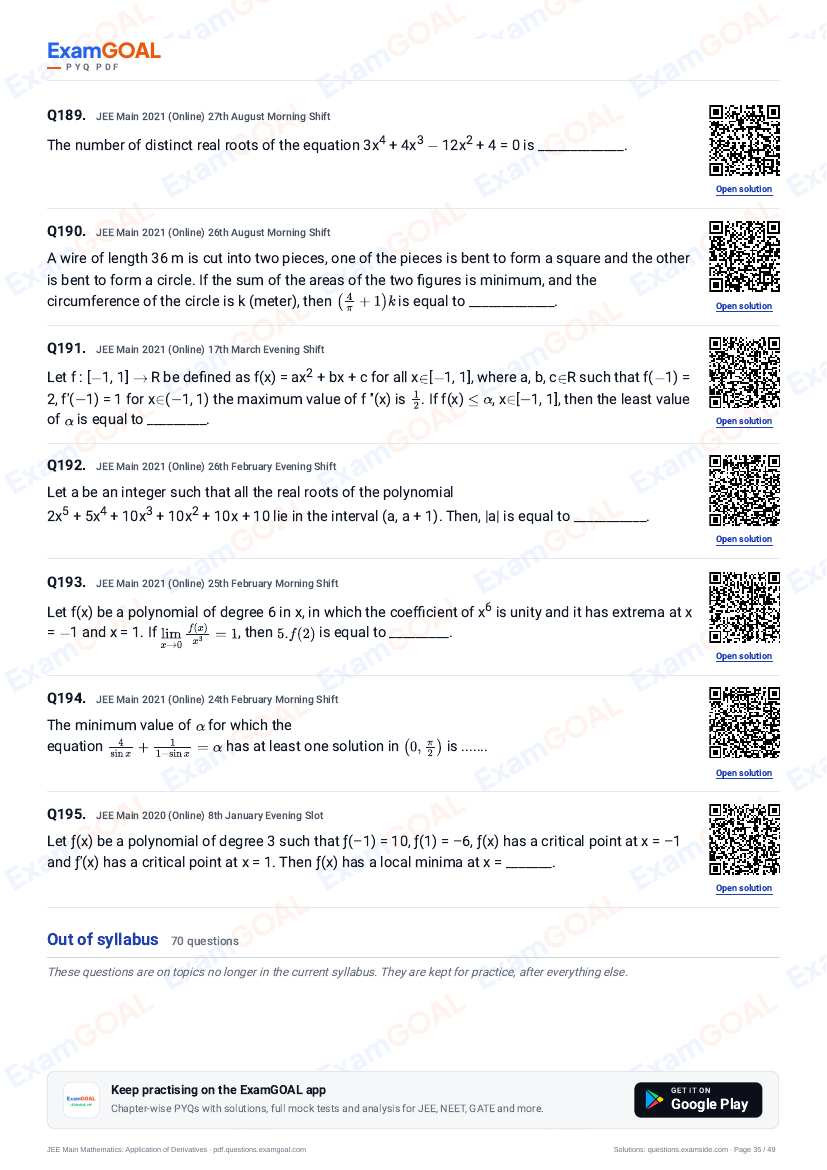 ExamGOAL
PYQ PDF
Q189. JEE Main 2021 (Online) 27th August Morning Shift
The number of distinct real roots of the equation 3x⁴ + 4x³ − 12x² + 4 = 0 is _____________.
Open solution
Q190. JEE Main 2021 (Online) 26th August Morning Shift
A wire of length 36 m is cut into two pieces, one of the pieces is bent to form a square and the other
is bent to form a circle. If the sum of the areas of the two figures is minimum, and the
circumference of the circle is k (meter), then (4/π + 1)k is equal to _____________.
Open solution
Q191. JEE Main 2021 (Online) 17th March Evening Shift
Let f : [−1, 1] → R be defined as f(x) = ax² + bx + c for all x∈[−1, 1], where a, b, c∈R such that f(−1) =
2, f'(−1) = 1 for x∈(−1, 1) the maximum value of f ''(x) is 1/2. If f(x) ≤ α, x∈[−1, 1], then the least value
of α is equal to _________.
Open solution
Q192. JEE Main 2021 (Online) 26th February Evening Shift
Let a be an integer such that all the real roots of the polynomial
2x⁵ + 5x⁴ + 10x³ + 10x² + 10x + 10 lie in the interval (a, a + 1). Then, |a| is equal to ___________.
Open solution
Q193. JEE Main 2021 (Online) 25th February Morning Shift
Let f(x) be a polynomial of degree 6 in x, in which the coefficient of x⁶ is unity and it has extrema at x
= −1 and x = 1. If lim x→0 f(x)/x³ = 1, then 5.f(2) is equal to _________.
Open solution
Q194. JEE Main 2021 (Online) 24th February Morning Shift
The minimum value of α for which the
equation 4/sin x + 1/(1−sin x) = α has at least one solution in (0, π/2) is .......
Open solution
Q195. JEE Main 2020 (Online) 8th January Evening Slot
Let ƒ(x) be a polynomial of degree 3 such that ƒ(−1) = 10, ƒ(1) = −6, ƒ(x) has a critical point at x = −1
and ƒ'(x) has a critical point at x = 1. Then ƒ(x) has a local minima at x = _______.
Open solution
Out of syllabus 70 questions
These questions are on topics no longer in the current syllabus. They are kept for practice, after everything else.
ExamGOAL
Keep practising on the ExamGOAL app
Chapter-wise PYQs with solutions, full mock tests and analysis for JEE, NEET, GATE and more.
GET IT ON
Google Play
JEE Main Mathematics: Application of Derivatives · pdf.questions.examgoal.com
Solutions: questions.examside.com · Page 35 / 49